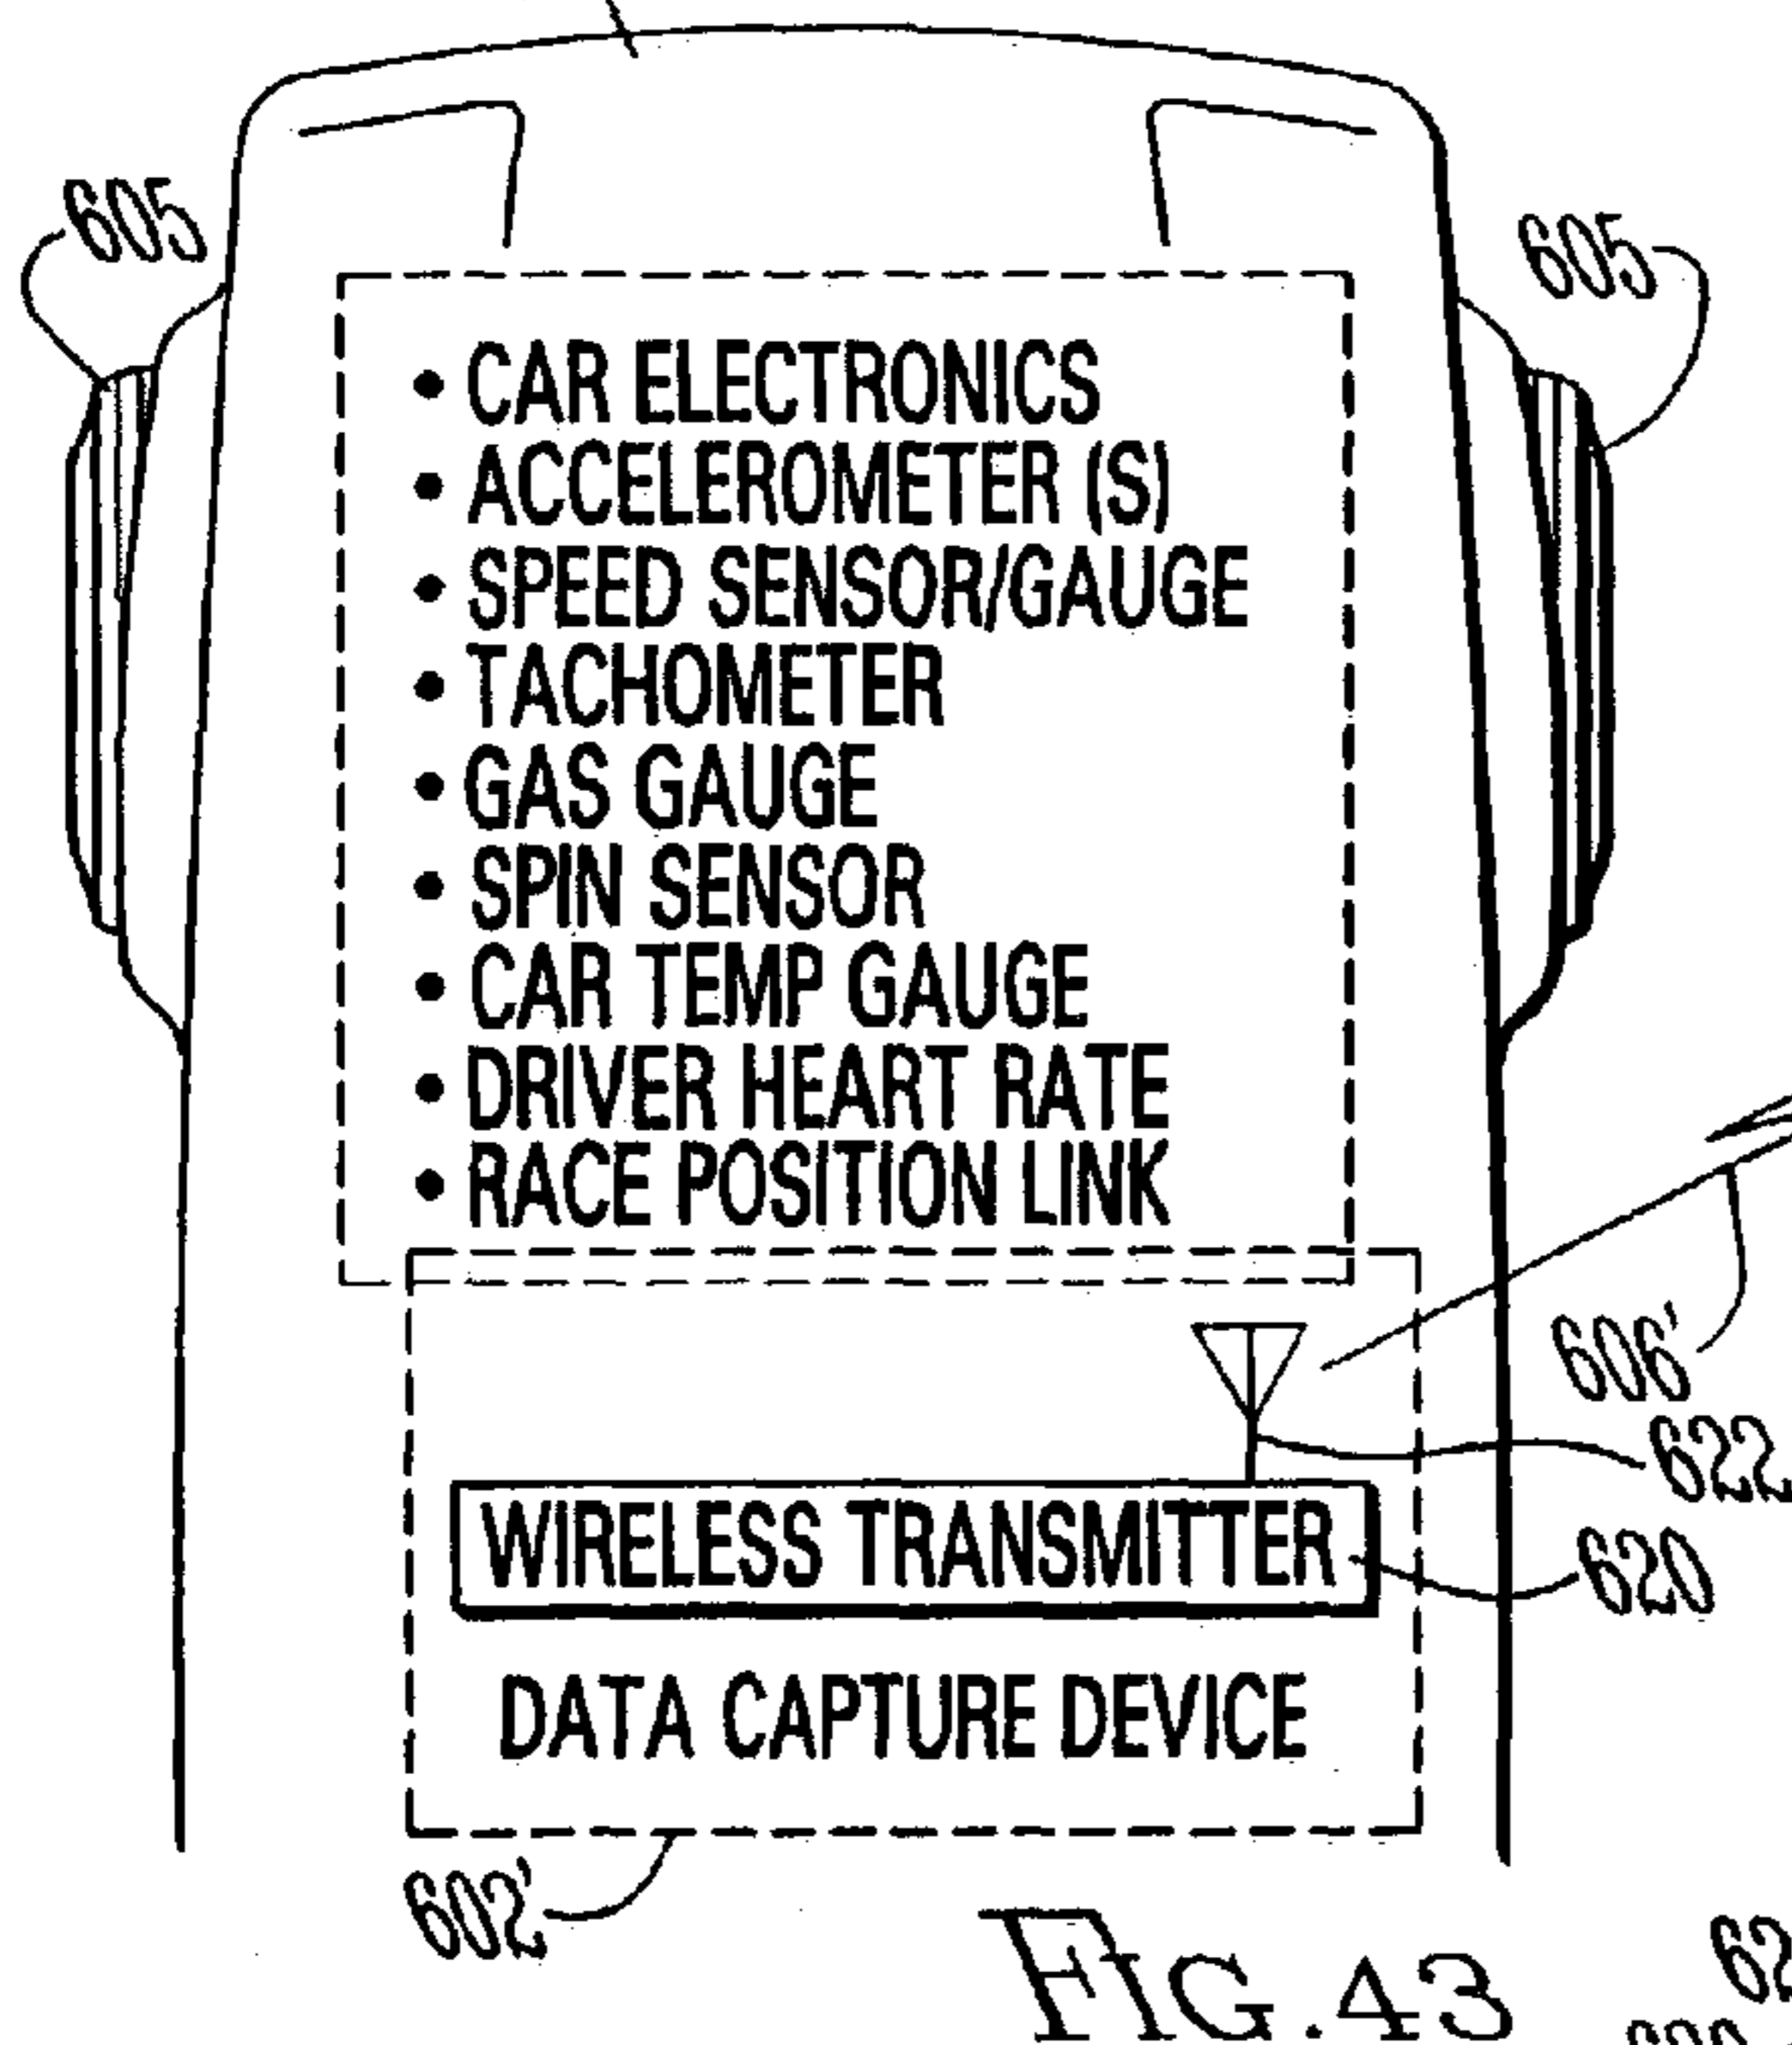 605
605
• CAR ELECTRONICS
• ACCELEROMETER (S)
• SPEED SENSOR/GAUGE
• TACHOMETER
• GAS GAUGE
• SPIN SENSOR
• CAR TEMP GAUGE
• DRIVER HEART RATE
• RACE POSITION LINK
606'
622
WIRELESS TRANSMITTER
620
DATA CAPTURE DEVICE
602'
FIG.43